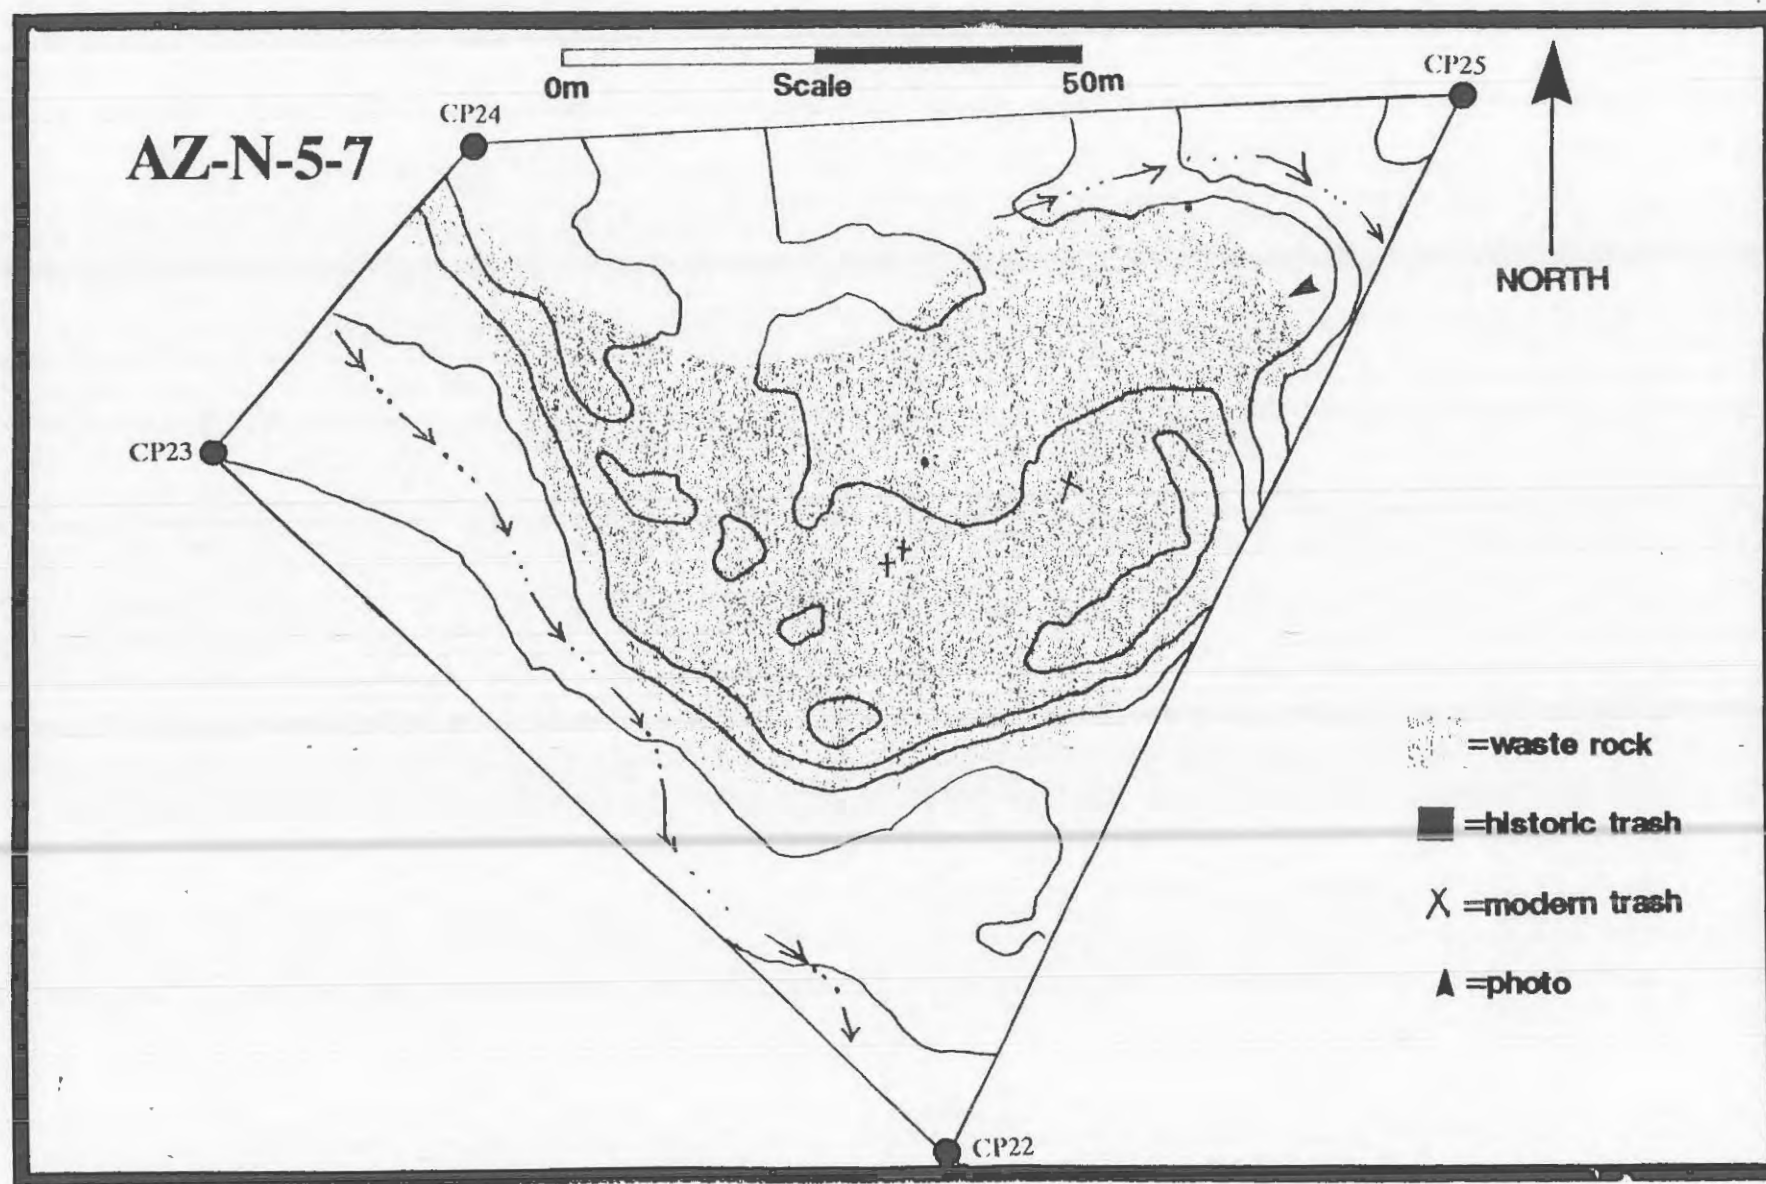 0m Scale 50m
CP25
CP24
AZ-N-5-7
NORTH
CP23
=waste rock
=historic trash
X =modern trash
=photo
CP22